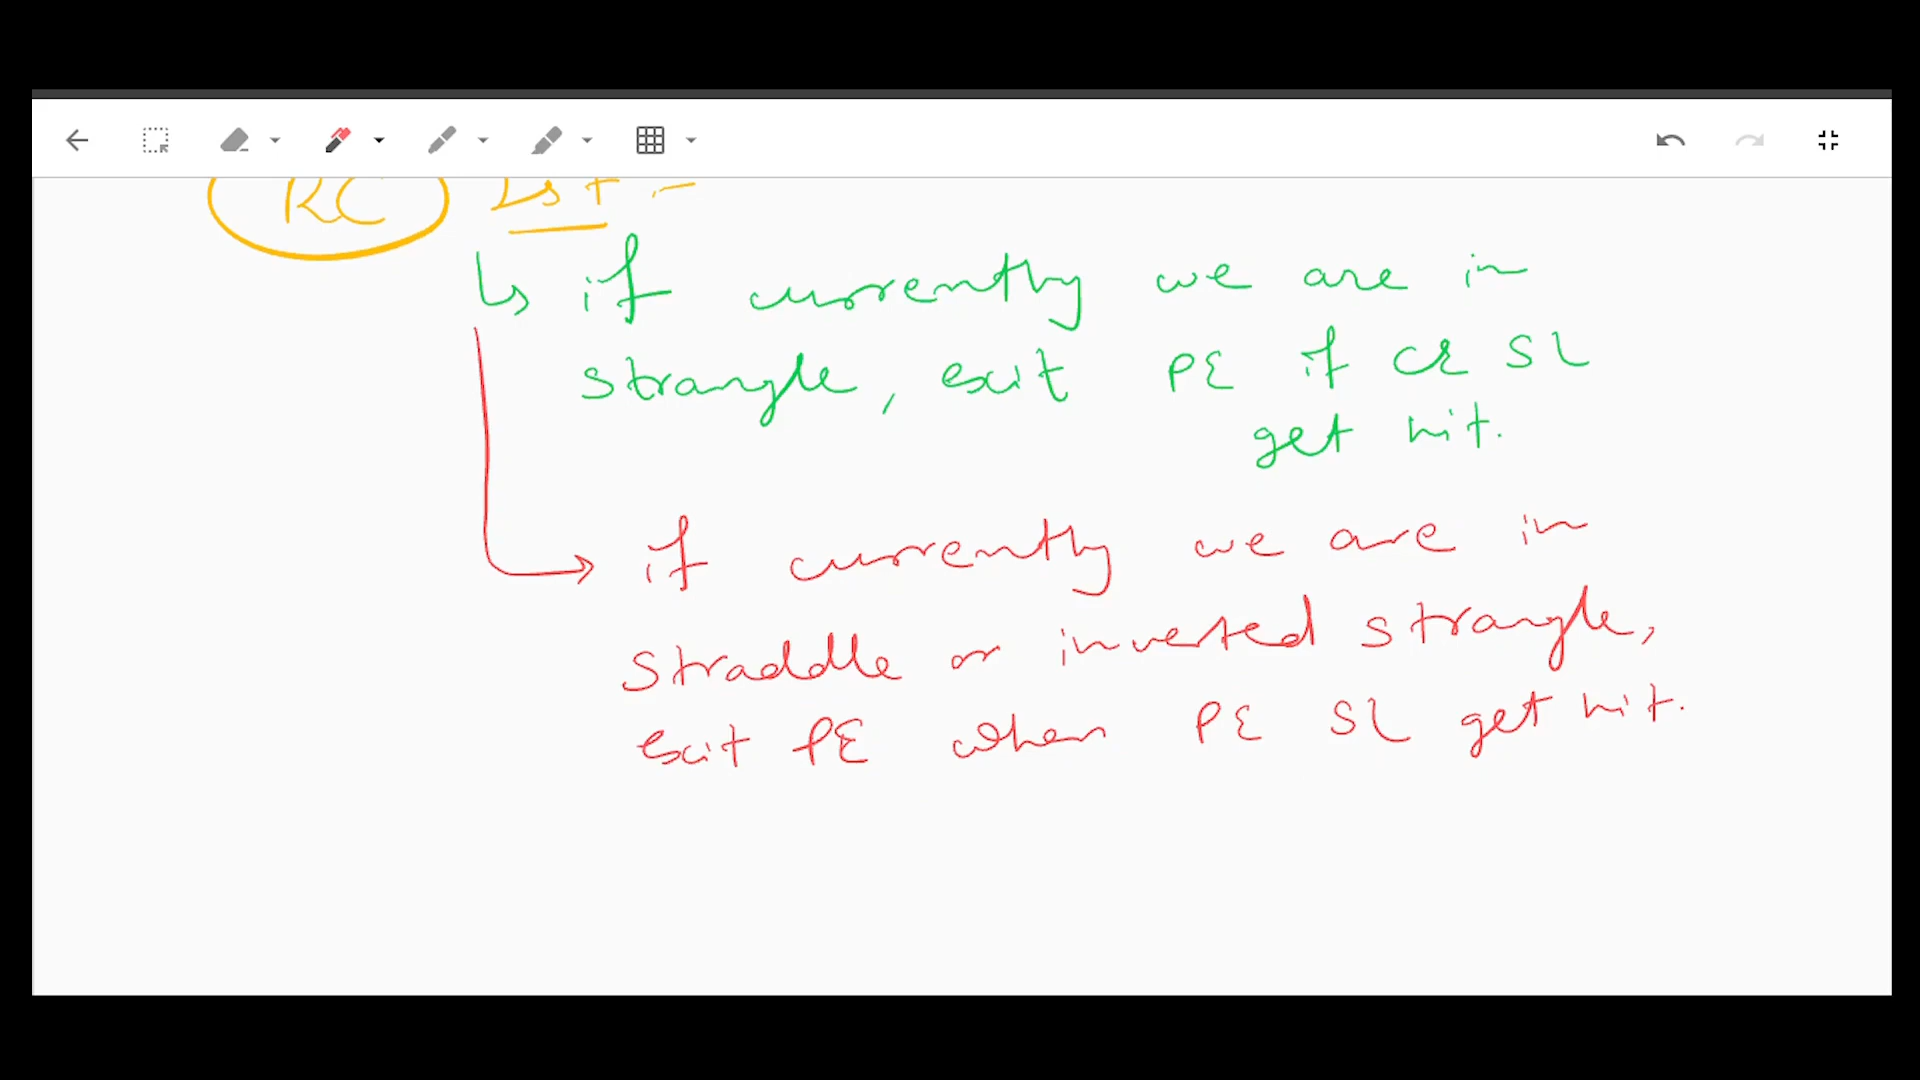 RC 1st :-
if currently we are in
strangle, exit PE if CE SL
get hit.
if currently we are in
straddle or inverted strangle,
exit PE when PE SL get hit.